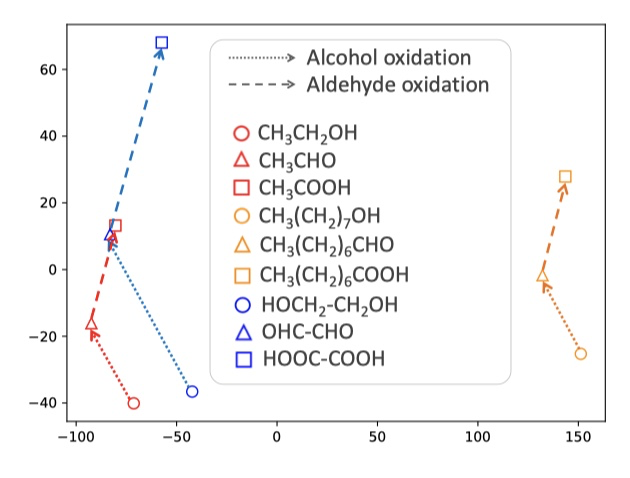 60
40
20
0
−20
−40
−100
−50
0
50
100
150
Alcohol oxidation
Aldehyde oxidation
CH₃CH₂OH
CH₃CHO
CH₃COOH
CH₃(CH₂)₇OH
CH₃(CH₂)₆CHO
CH₃(CH₂)₆COOH
HOCH₂-CH₂OH
OHC-CHO
HOOC-COOH